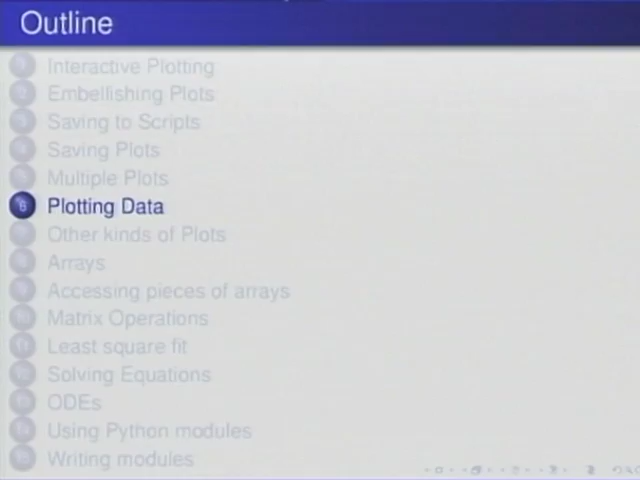 Outline
Interactive Plotting
Embellishing Plots
Saving to Scripts
Saving Plots
Multiple Plots
6 Plotting Data
Other kinds of Plots
Arrays
Accessing pieces of arrays
Matrix Operations
Least square fit
Solving Equations
ODEs
Using Python modules
Writing modules